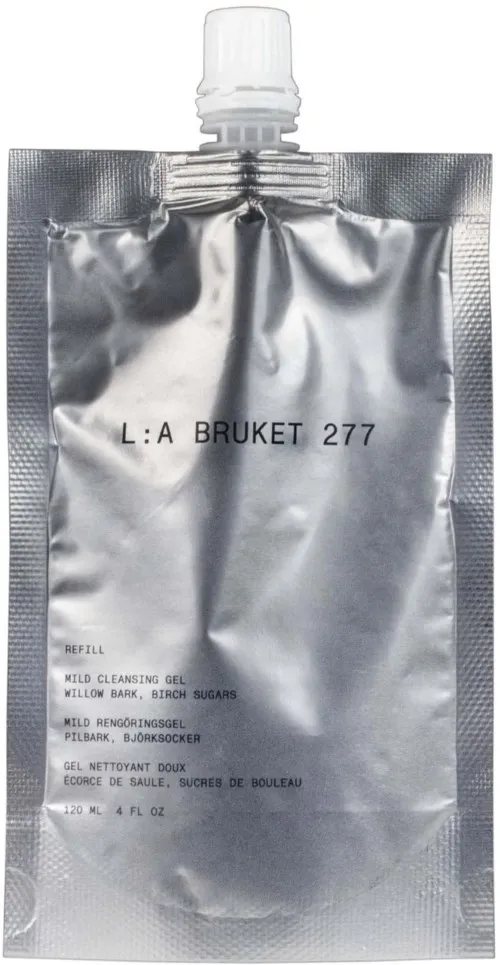 L:A BRUKET 277
REFILL
MILD CLEANSING GEL
WILLOW BARK, BIRCH SUGARS
MILD RENGÖRINGSGEL
PILBARK, BJÖRKSOCKER
GEL NETTOYANT DOUX
ÉCORCE DE SAULE, SUCRES DE BOULEAU
120 ML 4 FL OZ